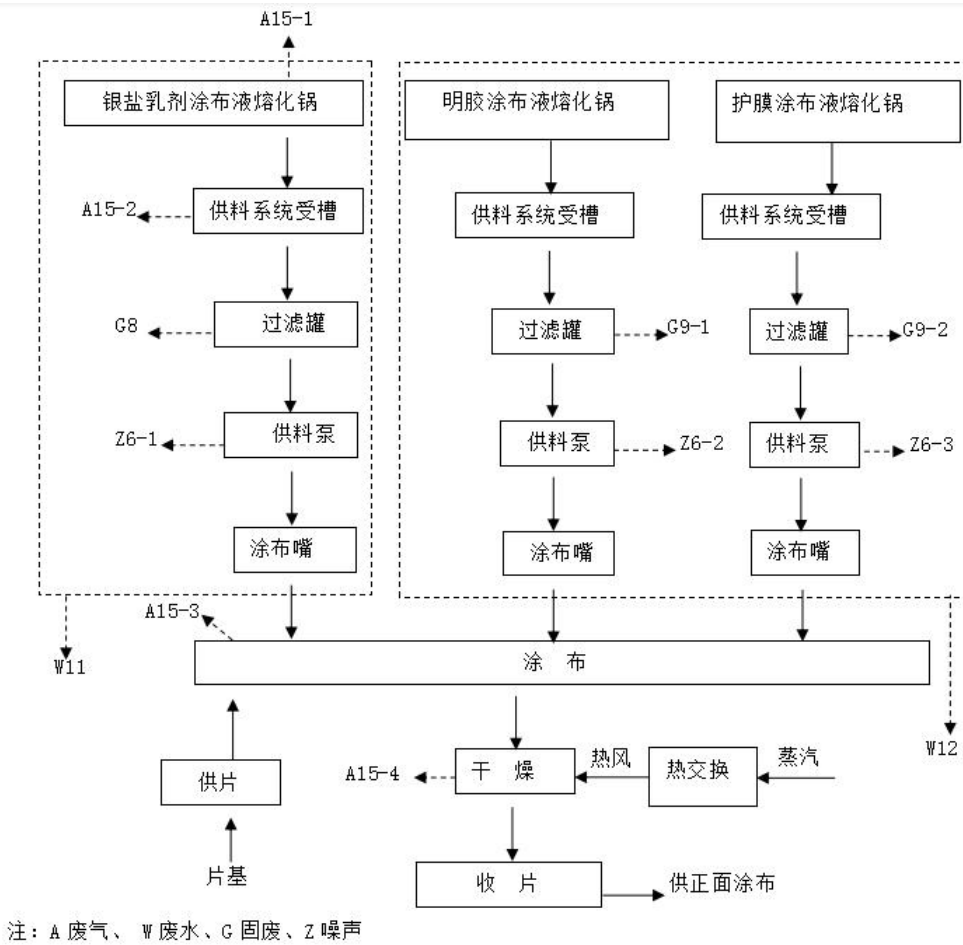 A15-1
银盐乳剂涂布液熔化锅
明胶涂布液熔化锅
护膜涂布液熔化锅
A15-2
供料系统受槽
供料系统受槽
供料系统受槽
G8
过滤罐
过滤罐
G9-1
过滤罐
G9-2
Z6-1
供料泵
供料泵
Z6-2
供料泵
Z6-3
涂布嘴
涂布嘴
涂布嘴
A15-3
W11
涂 布
W12
供片
A15-4
干 燥
热风
热交换
蒸汽
片基
收 片
供正面涂布
注：A 废气、 W 废水、G 固废、Z 噪声